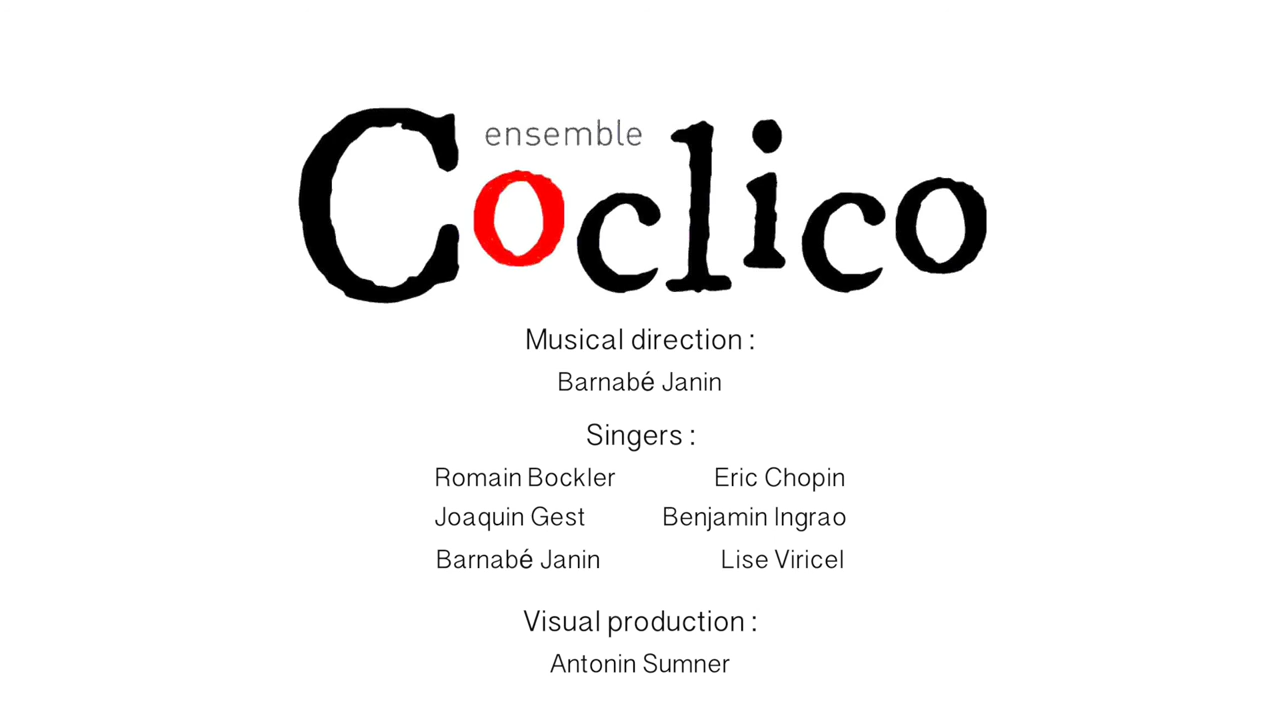 ensemble
Coclico
Musical direction :
Barnabé Janin
Singers :
Romain Bockler Eric Chopin
Joaquin Gest Benjamin Ingrao
Barnabé Janin Lise Viricel
Visual production :
Antonin Sumner